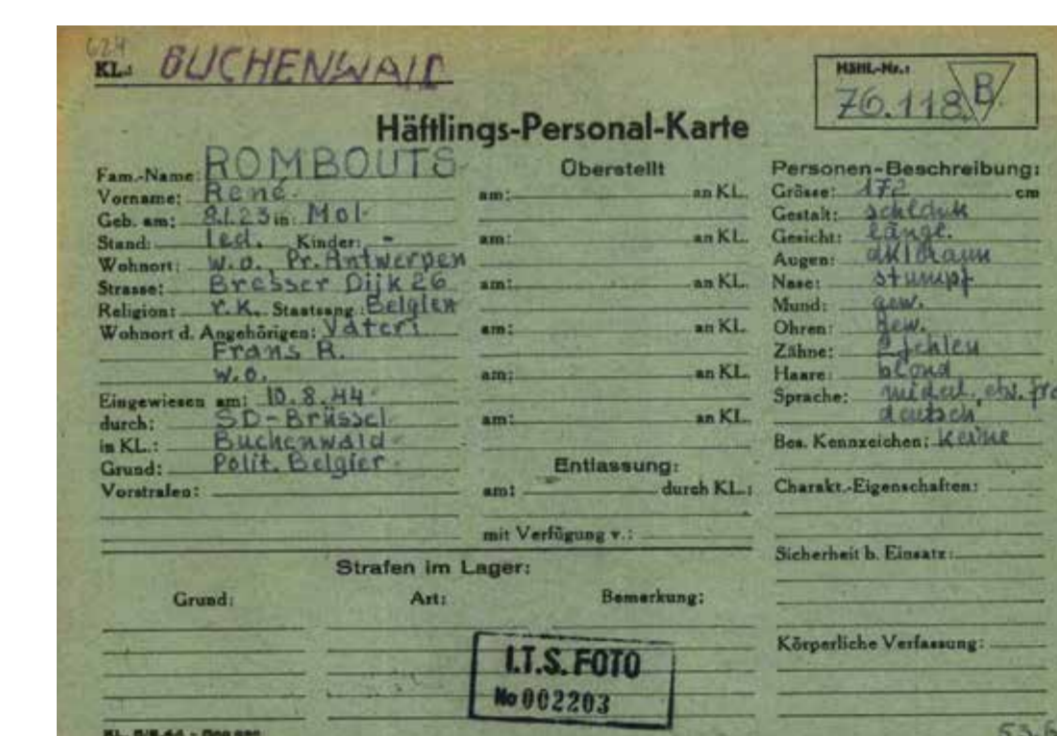 624
KL.: BUCHENWALD
Häftl.-Nr.:
76.118 B
Häftlings-Personal-Karte
Fam.-Name: ROMBOUTS
Vorname: René
Geb. am: 8.1.23 in: Mol
Stand: led. Kinder: -
Wohnort: w.o., Pr. Antwerpen
Strasse: Bresser Dijk 26
Religion: r.K. Staatsang.: Belgien
Wohnort d. Angehörigen: Vater:
Frans R.
w.o.
Eingewiesen am: 10.8.44
durch: SD-Brüssel
in KL.: Buchenwald
Grund: Polit. Belgier
Vorstrafen:
Überstellt
am: an KL.
am: an KL.
am: an KL.
am: an KL.
am: an KL.
am: an KL.
Entlassung:
am: durch KL.:
mit Verfügung v.:
Personen-Beschreibung:
Grösse: 172 cm
Gestalt: schlank
Gesicht: längl.
Augen: dklbraun
Nase: stumpf
Mund: gew.
Ohren: gew.
Zähne: 2 fehlen
Haare: blond
Sprache: etw.
deutsch
Bes. Kennzeichen: keine
Charakt.-Eigenschaften:
Sicherheit b. Einsatz:
Körperliche Verfassung:
Strafen im Lager:
Grund: Art: Bemerkung:
I.T.S. FOTO
No 002203